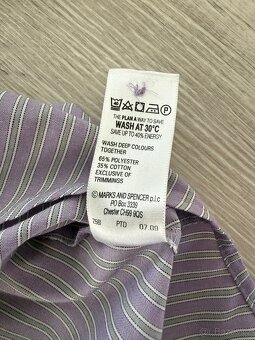 THE PLAN A WAY TO SAVE
WASH AT 30°C
SAVE UP TO 40% ENERGY
WASH DEEP COLOURS
TOGETHER
65% POLYESTER
35% COTTON
EXCLUSIVE OF
TRIMMINGS
© MARKS AND SPENCER p.l.c
PO Box 3339
Chester CH99 9QS
PTO 07.09